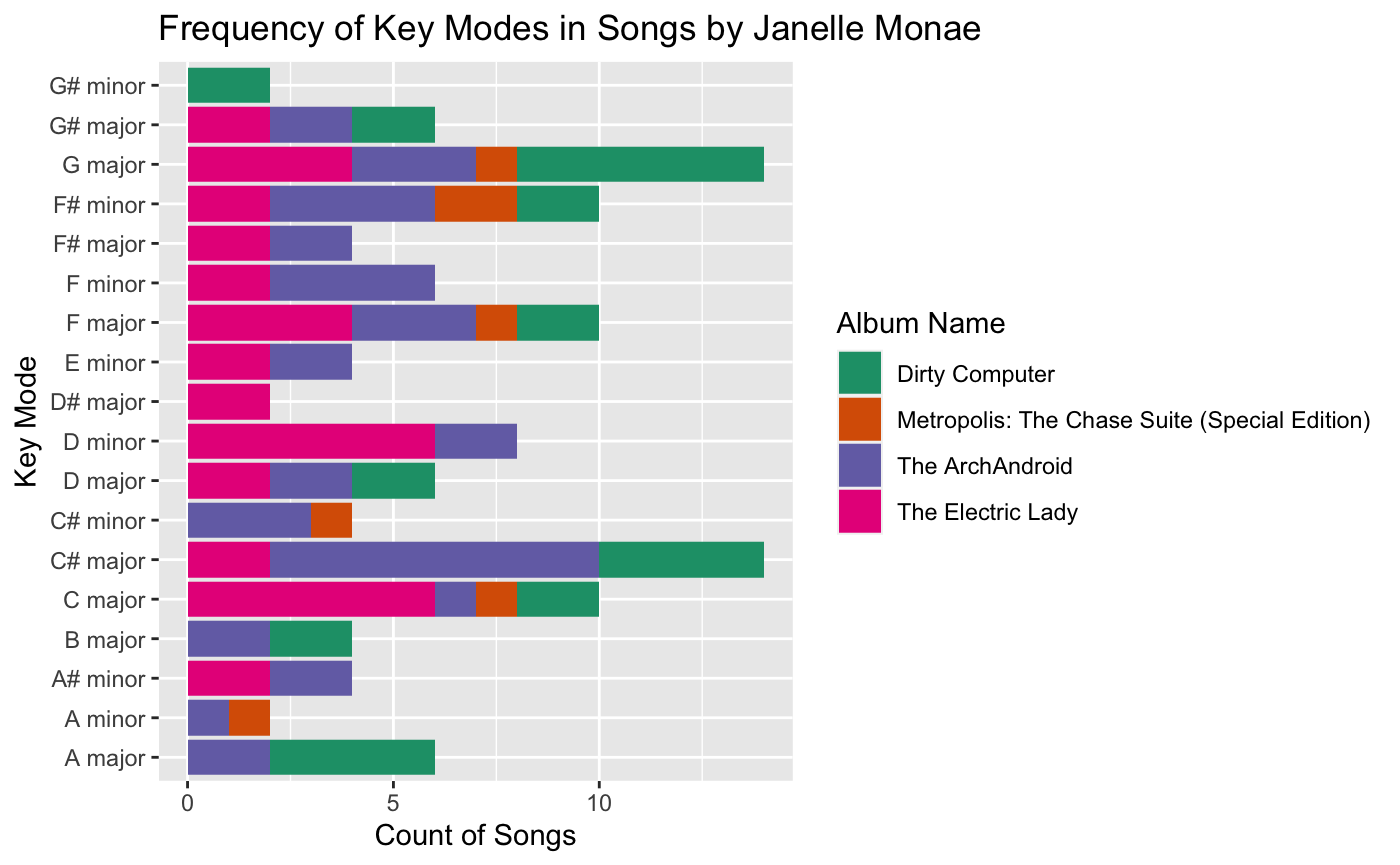 Frequency of Key Modes in Songs by Janelle Monae
G# minor
G# major
G major
F# minor
F# major
F minor
F major
E minor
D# major
D minor
D major
C# minor
C# major
C major
B major
A# minor
A minor
A major
Key Mode
0 5 10
Count of Songs
Album Name
Dirty Computer
Metropolis: The Chase Suite (Special Edition)
The ArchAndroid
The Electric Lady